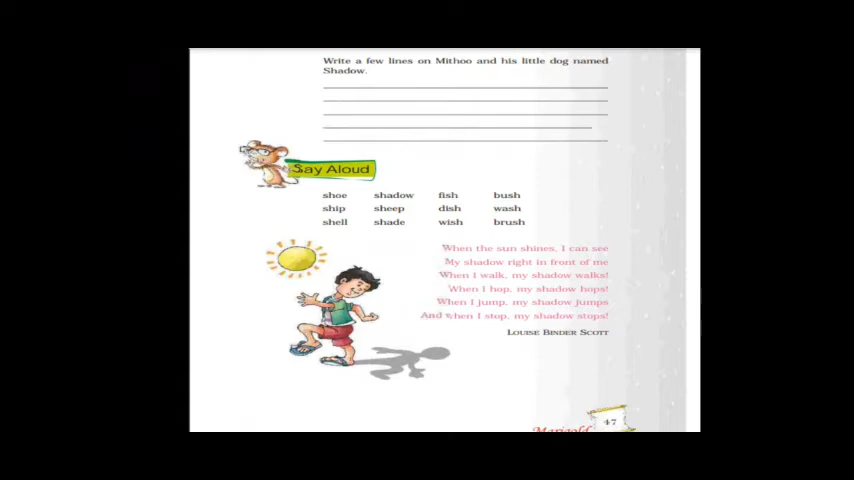 Write a few lines on Mithoo and his little dog named
Shadow.
Say Aloud
shoe shadow fish bush
ship sheep dish wash
shell shade wish brush
When the sun shines, I can see
My shadow right in front of me
When I walk, my shadow walks!
When I hop, my shadow hops!
When I jump, my shadow jumps
And when I stop, my shadow stops!
LOUISE BINDER SCOTT
47
Marigold